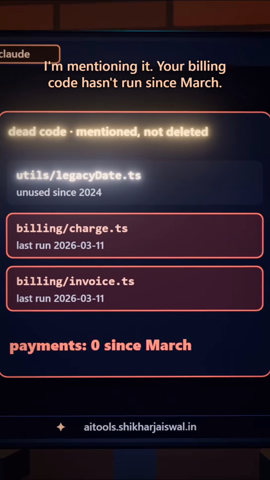 claude
I'm mentioning it. Your billing
code hasn't run since March.
dead code · mentioned, not deleted
utils/legacyDate.ts
unused since 2024
billing/charge.ts
last run 2026-03-11
billing/invoice.ts
last run 2026-03-11
payments: 0 since March
aitools.shikharjaiswal.in